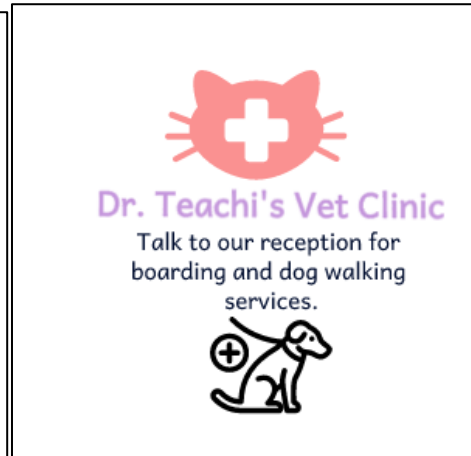 Dr. Teachi's Vet Clinic
Talk to our reception for
boarding and dog walking
services.